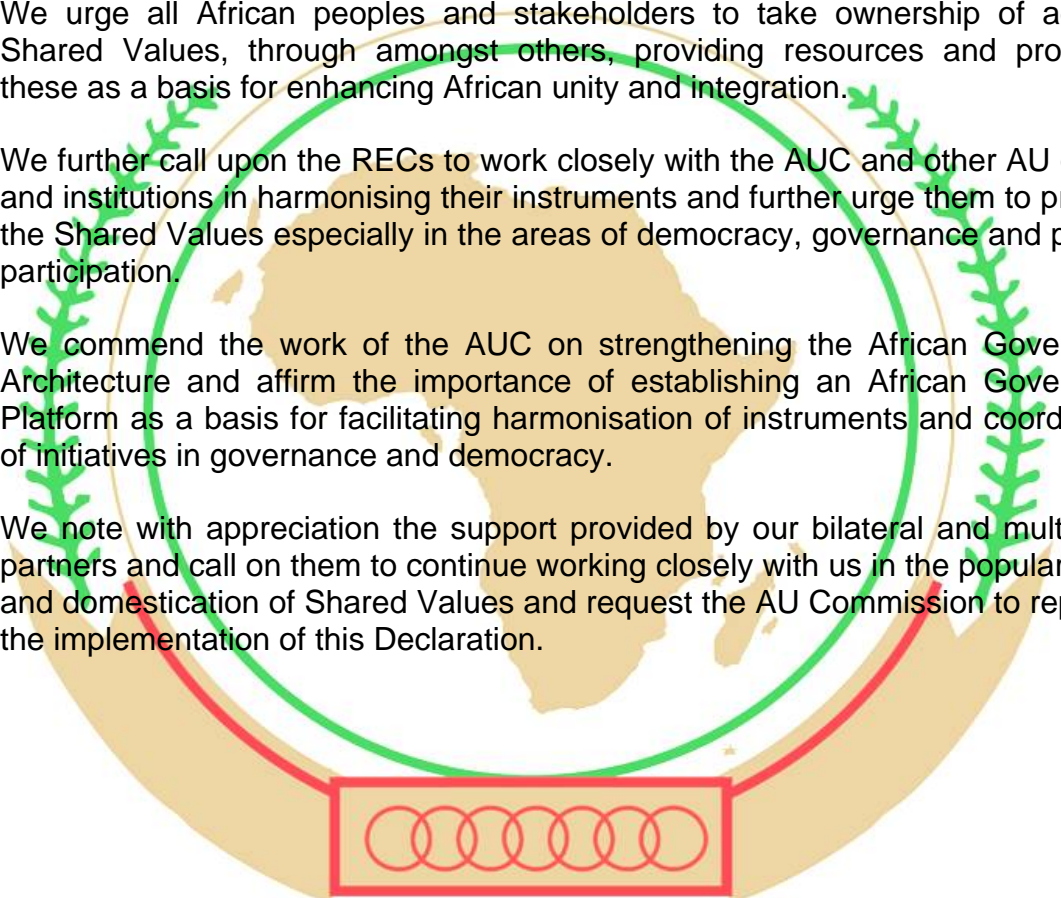 We urge all African peoples and stakeholders to take ownership of a
Shared Values, through amongst others, providing resources and pro
these as a basis for enhancing African unity and integration.
We further call upon the RECs to work closely with the AUC and other AU
and institutions in harmonising their instruments and further urge them to p
the Shared Values especially in the areas of democracy, governance and p
participation.
We commend the work of the AUC on strengthening the African Gove
Architecture and affirm the importance of establishing an African Gove
Platform as a basis for facilitating harmonisation of instruments and coord
of initiatives in governance and democracy.
We note with appreciation the support provided by our bilateral and mult
partners and call on them to continue working closely with us in the popular
and domestication of Shared Values and request the AU Commission to rep
the implementation of this Declaration.